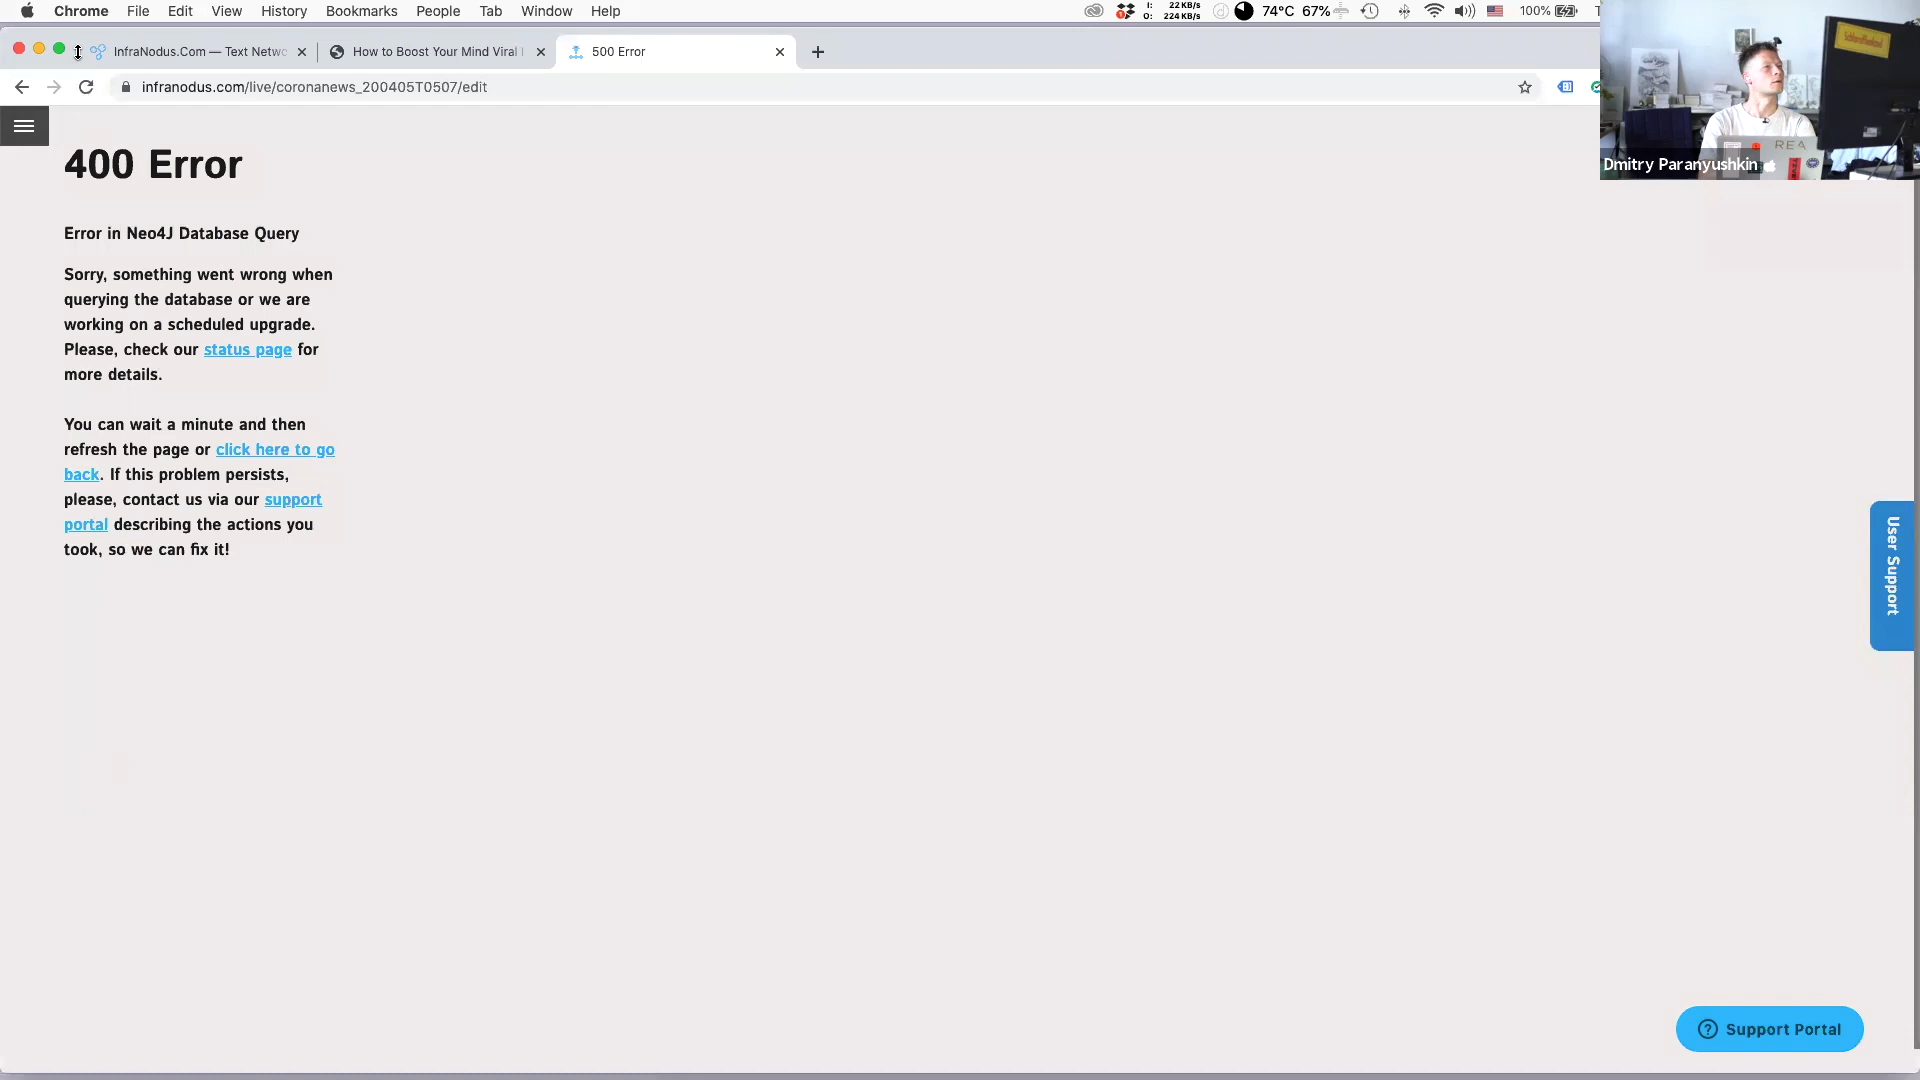 Chrome File Edit View History Bookmarks People Tab Window Help
I: 22 KB/s
O: 224 KB/s
74°C 67% 100%
InfraNodus.Com — Text Netwo
How to Boost Your Mind Viral
500 Error
infranodus.com/live/coronanews_200405T0507/edit
400 Error
Error in Neo4J Database Query
Sorry, something went wrong when
querying the database or we are
working on a scheduled upgrade.
Please, check our status page for
more details.
You can wait a minute and then
refresh the page or click here to go
back. If this problem persists,
please, contact us via our support
portal describing the actions you
took, so we can fix it!
REA
Dmitry Paranyushkin
User Support
Support Portal